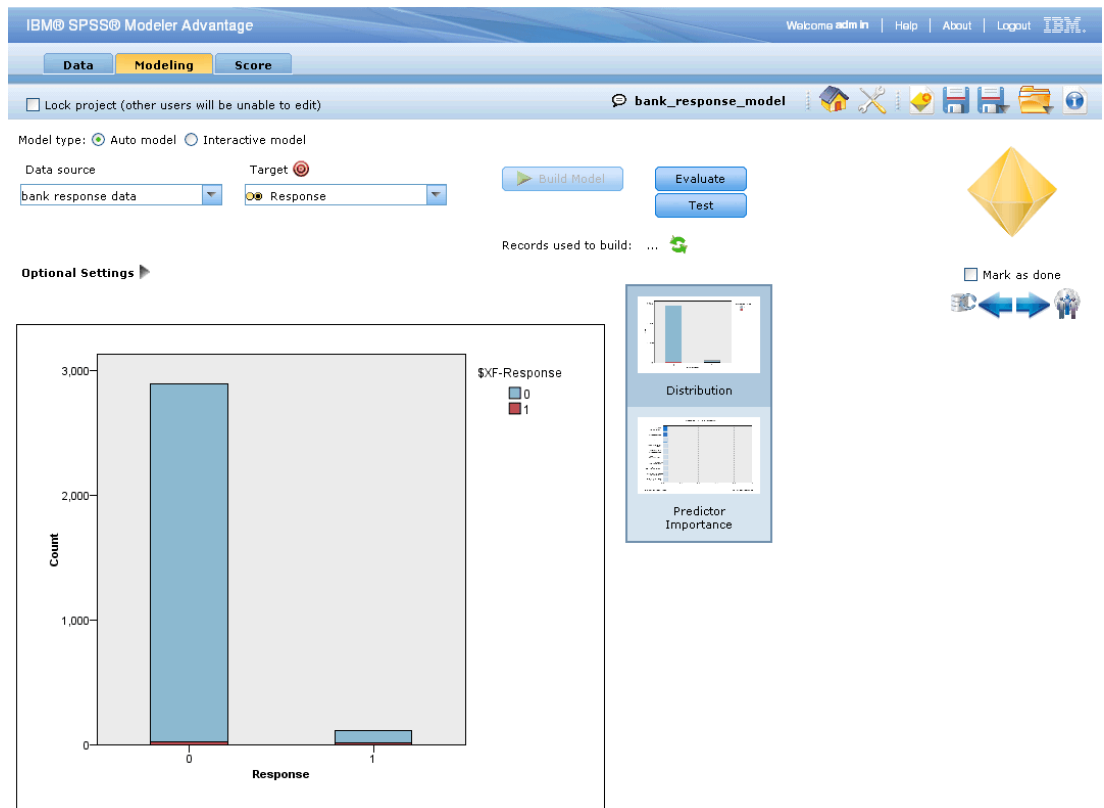 IBM® SPSS® Modeler Advantage
Welcome admin | Help | About | Logout IBM.
Data Modeling Score
Lock project (other users will be unable to edit)
bank_response_model
Model type: Auto model Interactive model
Data source
Target
bank response data
Response
Build Model
Evaluate
Test
Records used to build: ...
Optional Settings
Mark as done
3,000
2,000
1,000
0
Count
0
1
Response
$XF-Response
0
1
Distribution
Predictor
Importance